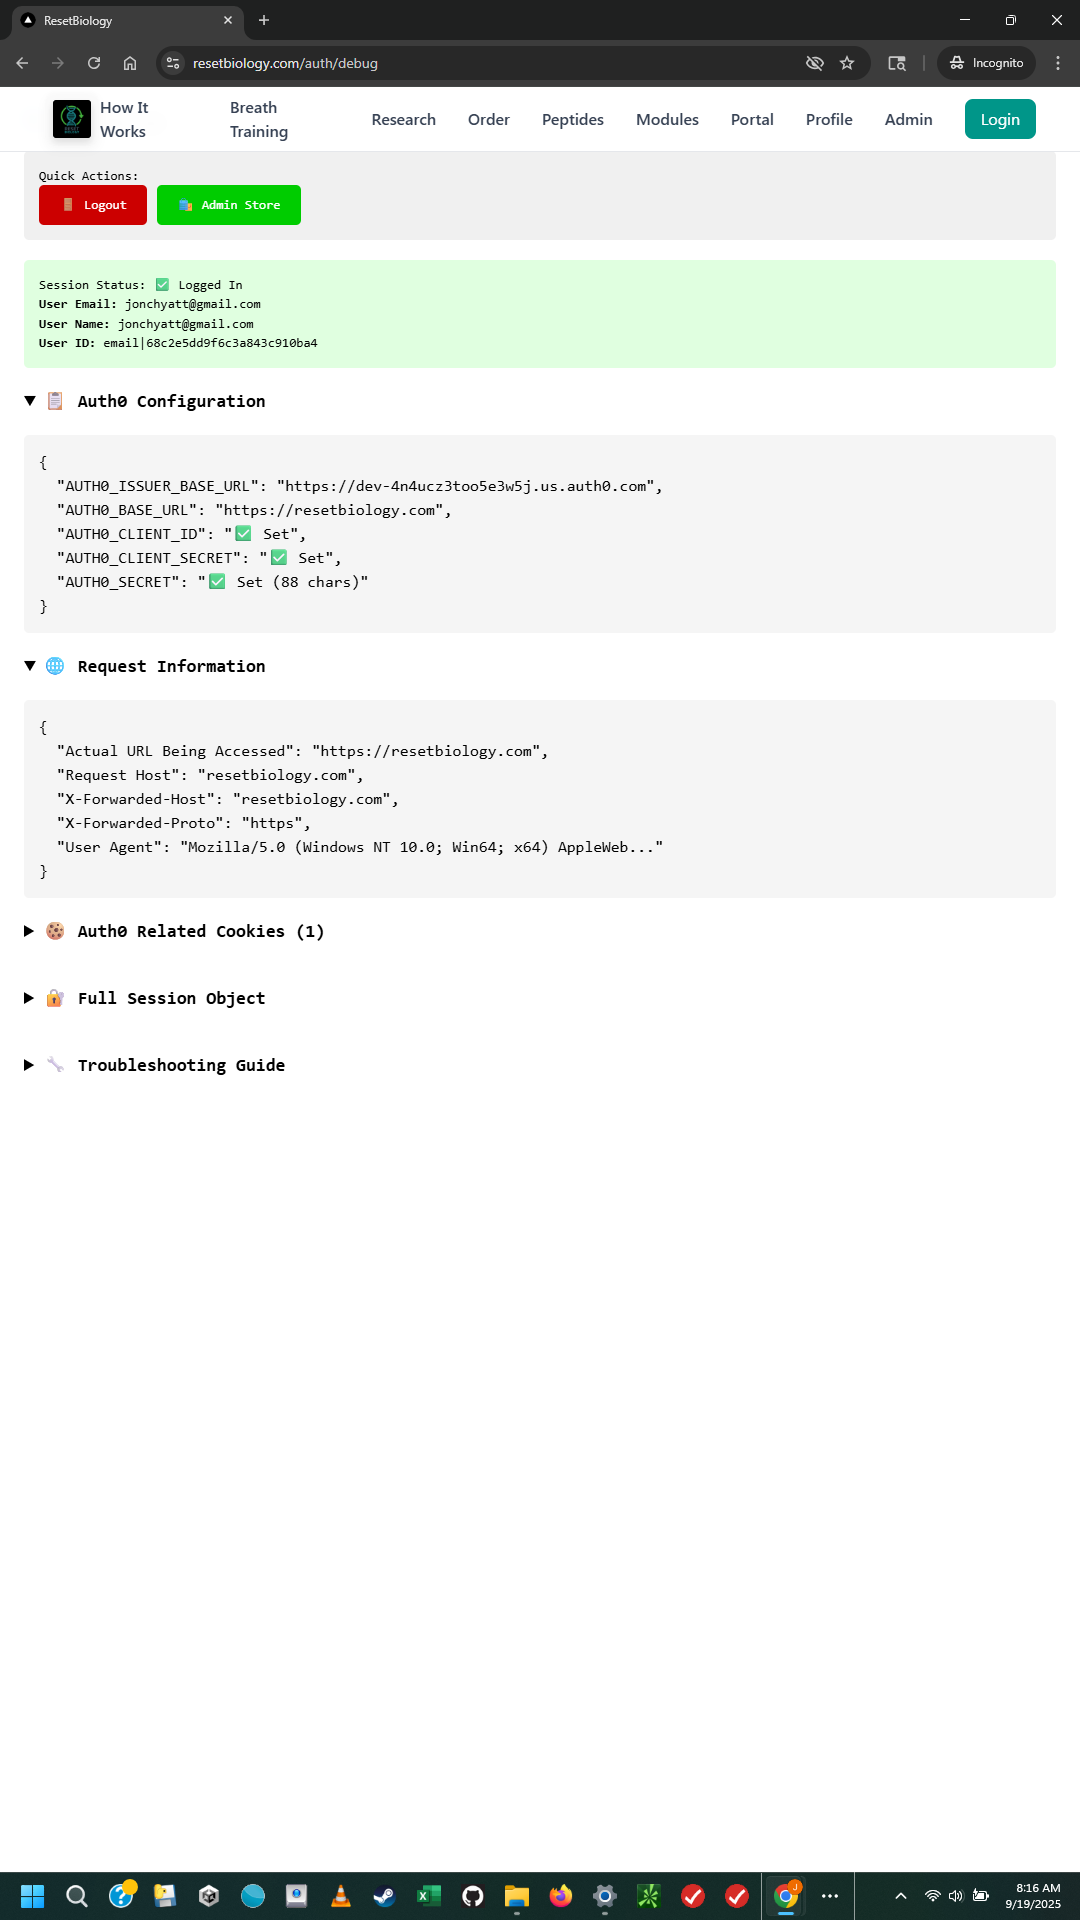 ResetBiology
resetbiology.com/auth/debug
Incognito
How It Works
Breath Training
Research
Order
Peptides
Modules
Portal
Profile
Admin
Login
Quick Actions:
Logout
Admin Store
Session Status: ✅ Logged In
User Email: jonchyatt@gmail.com
User Name: jonchyatt@gmail.com
User ID: email|68c2e5dd9f6c3a843c910ba4
▼ 📋 Auth0 Configuration
{
"AUTH0_ISSUER_BASE_URL": "https://dev-4n4ucz3too5e3w5j.us.auth0.com",
"AUTH0_BASE_URL": "https://resetbiology.com",
"AUTH0_CLIENT_ID": "✅ Set",
"AUTH0_CLIENT_SECRET": "✅ Set",
"AUTH0_SECRET": "✅ Set (88 chars)"
}
▼ 🌐 Request Information
{
"Actual URL Being Accessed": "https://resetbiology.com",
"Request Host": "resetbiology.com",
"X-Forwarded-Host": "resetbiology.com",
"X-Forwarded-Proto": "https",
"User Agent": "Mozilla/5.0 (Windows NT 10.0; Win64; x64) AppleWeb..."
}
▶ 🍪 Auth0 Related Cookies (1)
▶ 🔐 Full Session Object
▶ 🔧 Troubleshooting Guide
8:16 AM
9/19/2025